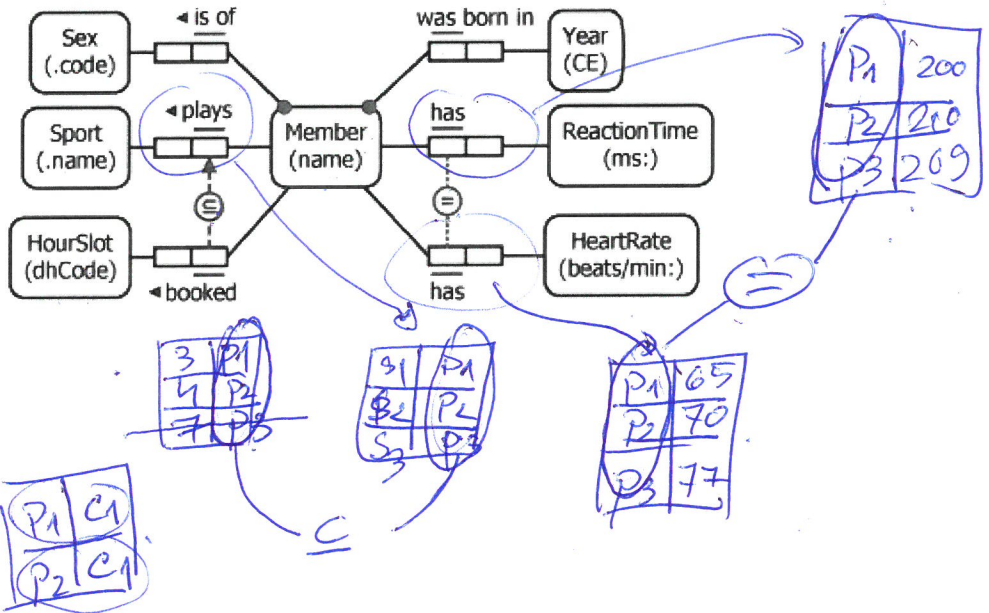 ◄ is of
was born in
Sex
(.code)
Year
(CE)
◄ plays
has
Sport
(.name)
Member
(name)
ReactionTime
(ms:)
⊆
=
HourSlot
(dhCode)
HeartRate
(beats/min:)
◄ booked
has
P1 200
P2 210
P3 209
=
3 P1
4 P2
7 P3
S1 P1
S2 P2
S3 P3
P1 65
P2 70
P3 77
⊆
P1 C1
P2 C1